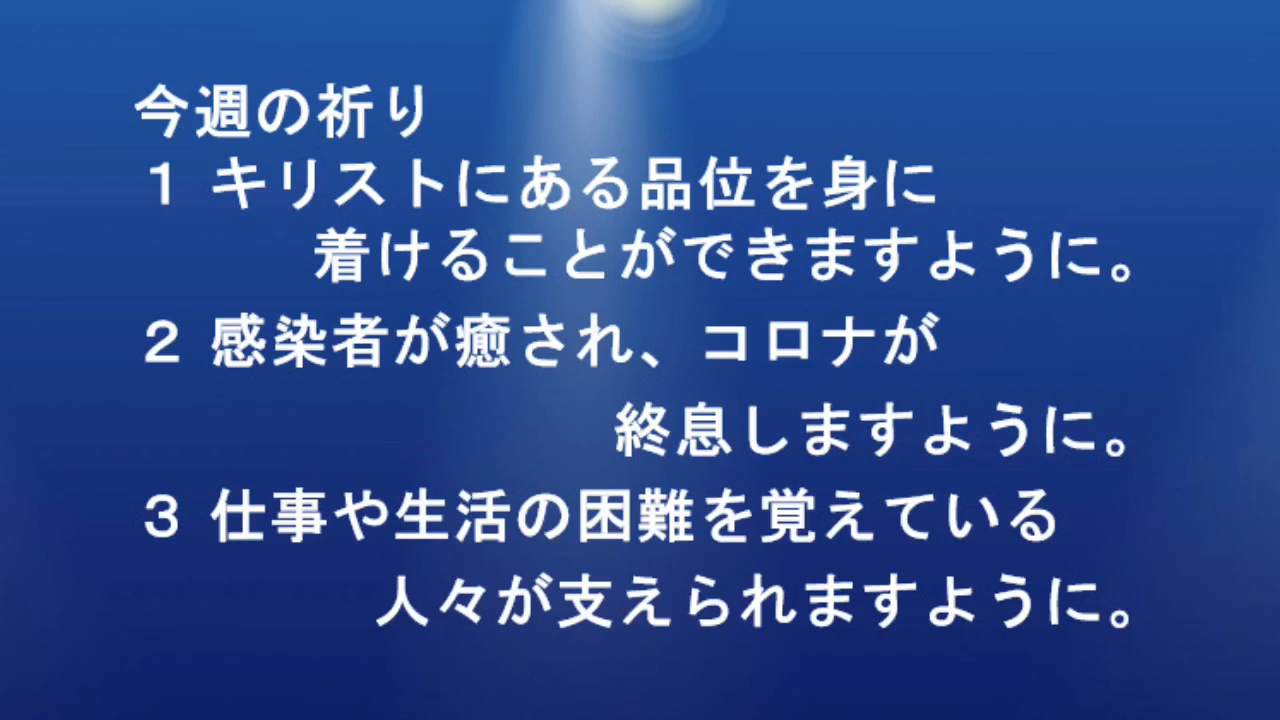 今週の祈り
１ キリストにある品位を身に
着けることができますように。
２ 感染者が癒され、コロナが
終息しますように。
３ 仕事や生活の困難を覚えている
人々が支えられますように。